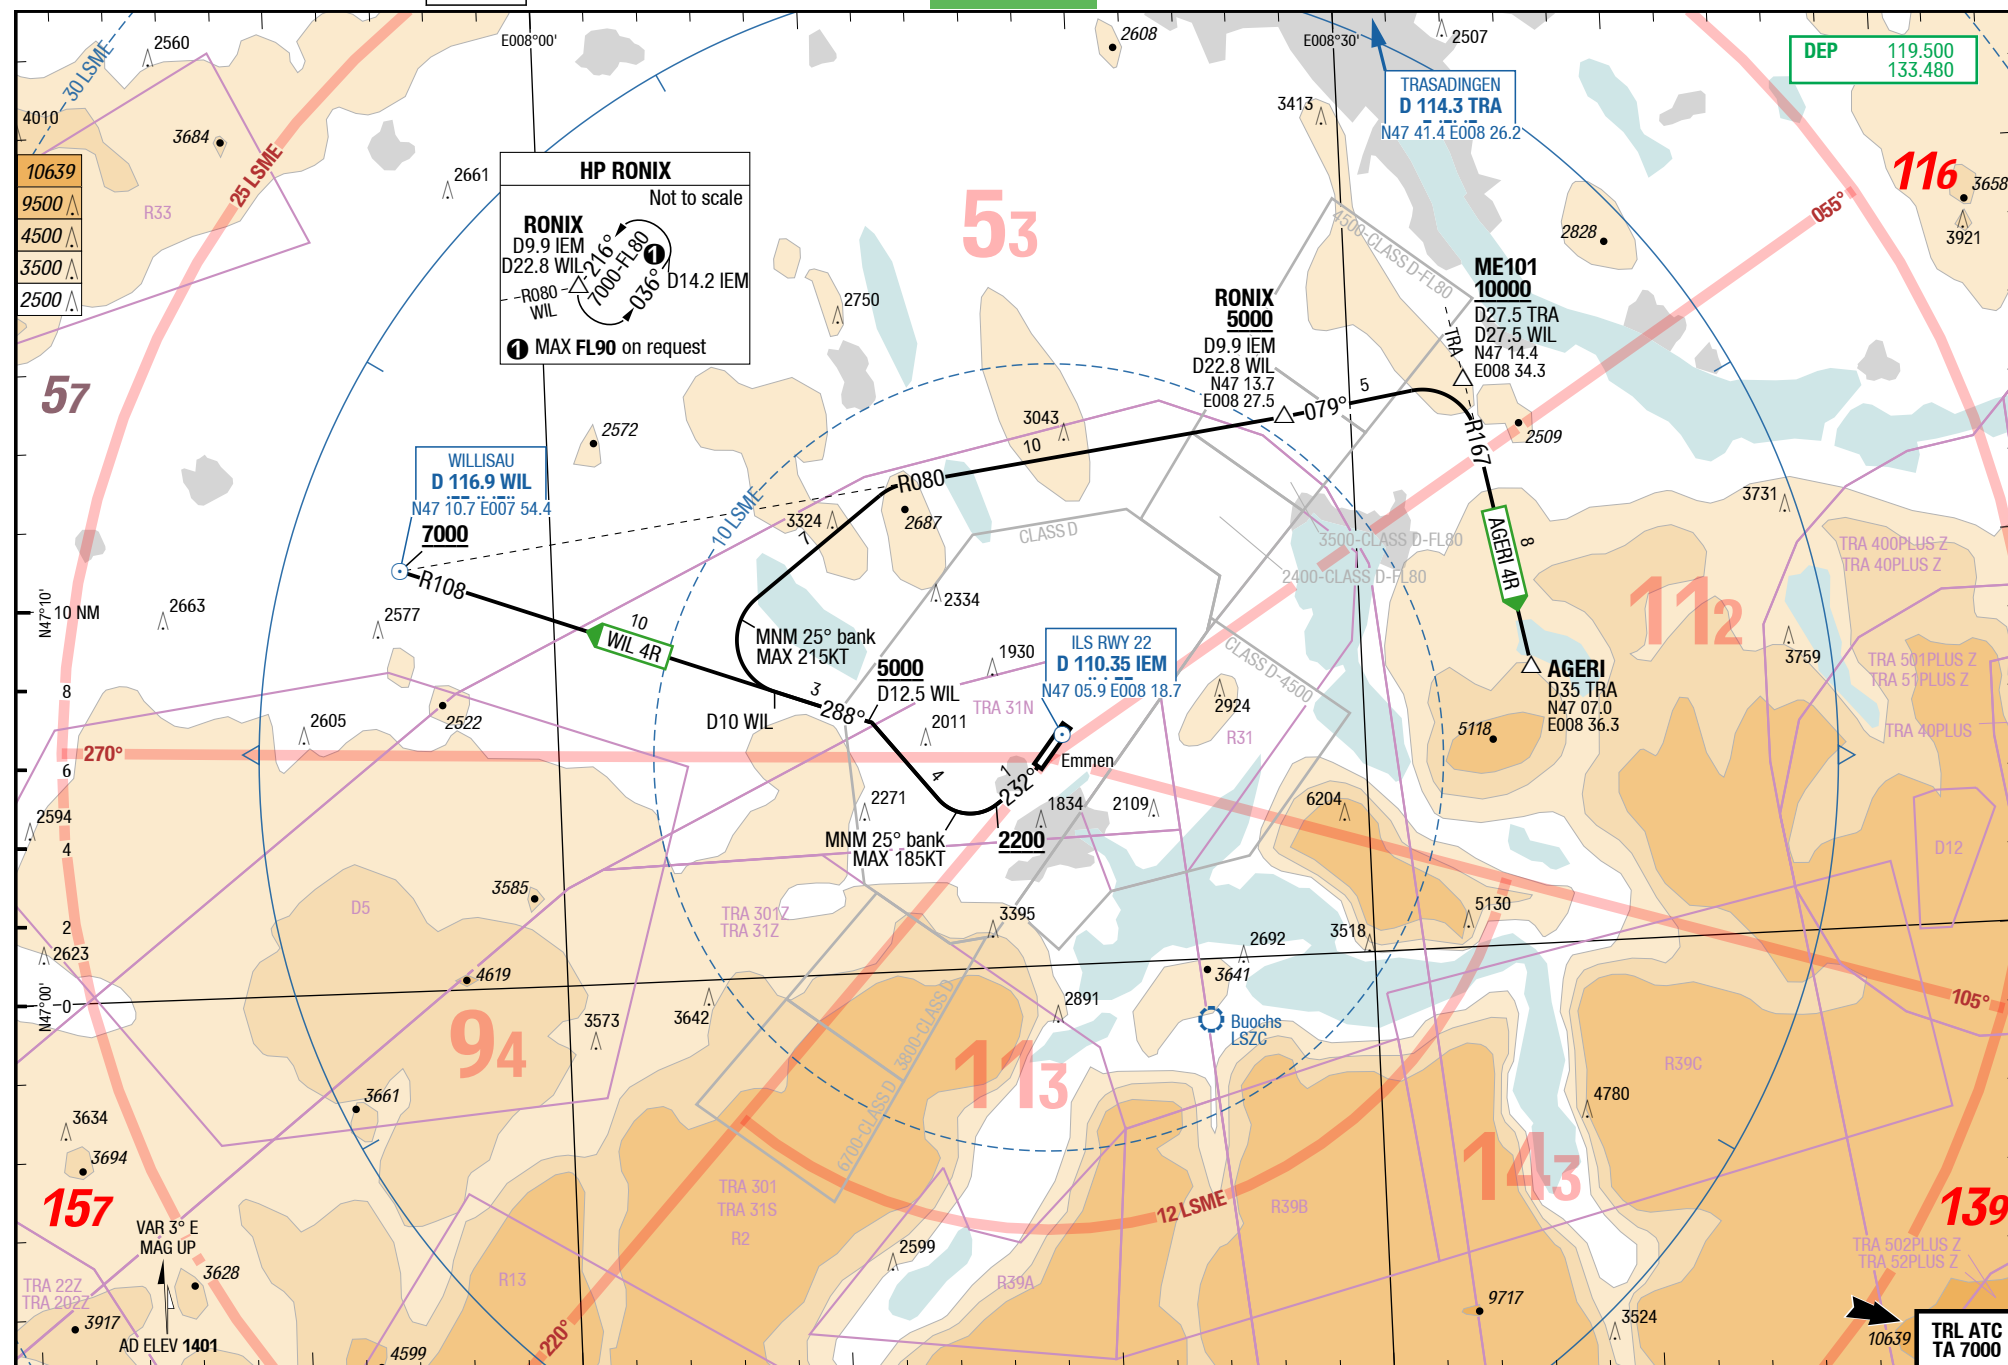 E008°00'
E008°30'
30 LSME
2560
2608
2507
DEP 119.500
133.480
TRASADINGEN
D 114.3 TRA
N47 41.4 E008 26.2
4010
3684
25 LSME
3413
10639
9500
4500
3500
2500
R33
2661
HP RONIX
Not to scale
RONIX
D9.9 IEM
D22.8 WIL
216°
7000-FL80
036°
1
D14.2 IEM
R080
WIL
1 MAX FL90 on request
53
116
3658
3921
055°
2828
4500-CLASS D-FL80
ME101
10000
D27.5 TRA
D27.5 WIL
N47 14.4
E008 34.3
TRA
RONIX
5000
D9.9 IEM
D22.8 WIL
N47 13.7
E008 27.5
2750
57
2572
3043
10
079°
5
R167
2509
WILLISAU
D 116.9 WIL
N47 10.7 E007 54.4
7000
R080
10 LSME
3324
2687
7
CLASS D
3500-CLASS D-FL80
2400-CLASS D-FL80
3731
TRA 400PLUS Z
TRA 40PLUS Z
AGERI 4R
8
R108
N47°10'
10 NM
2663
2577
10
WIL 4R
2334
MNM 25° bank
MAX 215KT
112
3759
5000
D12.5 WIL
1930
ILS RWY 22
D 110.35 IEM
N47 05.9 E008 18.7
CLASS D-4500
AGERI
D35 TRA
N47 07.0
E008 36.3
TRA 501PLUS Z
TRA 51PLUS Z
TRA 40PLUS
8
2605
2522
3
288°
D10 WIL
2011
TRA 31N
2924
R31
5118
270°
6
4
1
232°
Emmen
2594
4
2271
1834
2109
6204
MNM 25° bank
MAX 185KT
2200
D12
3585
D5
2
TRA 301Z
TRA 31Z
3395
2692
3518
5130
2623
4619
3641
N47°00'
0
3573
3642
2891
Buochs
LSZC
105°
94
3800-CLASS D
113
R39C
4780
3661
3634
3694
6700-CLASS D
143
157
TRA 301
TRA 31S
R2
12 LSME
R39B
139
VAR 3° E
MAG UP
2599
TRA 502PLUS Z
TRA 52PLUS Z
TRA 22Z
TRA 202Z
3628
R13
R39A
9717
3917
AD ELEV 1401
220°
4599
3524
10639
TRL ATC
TA 7000